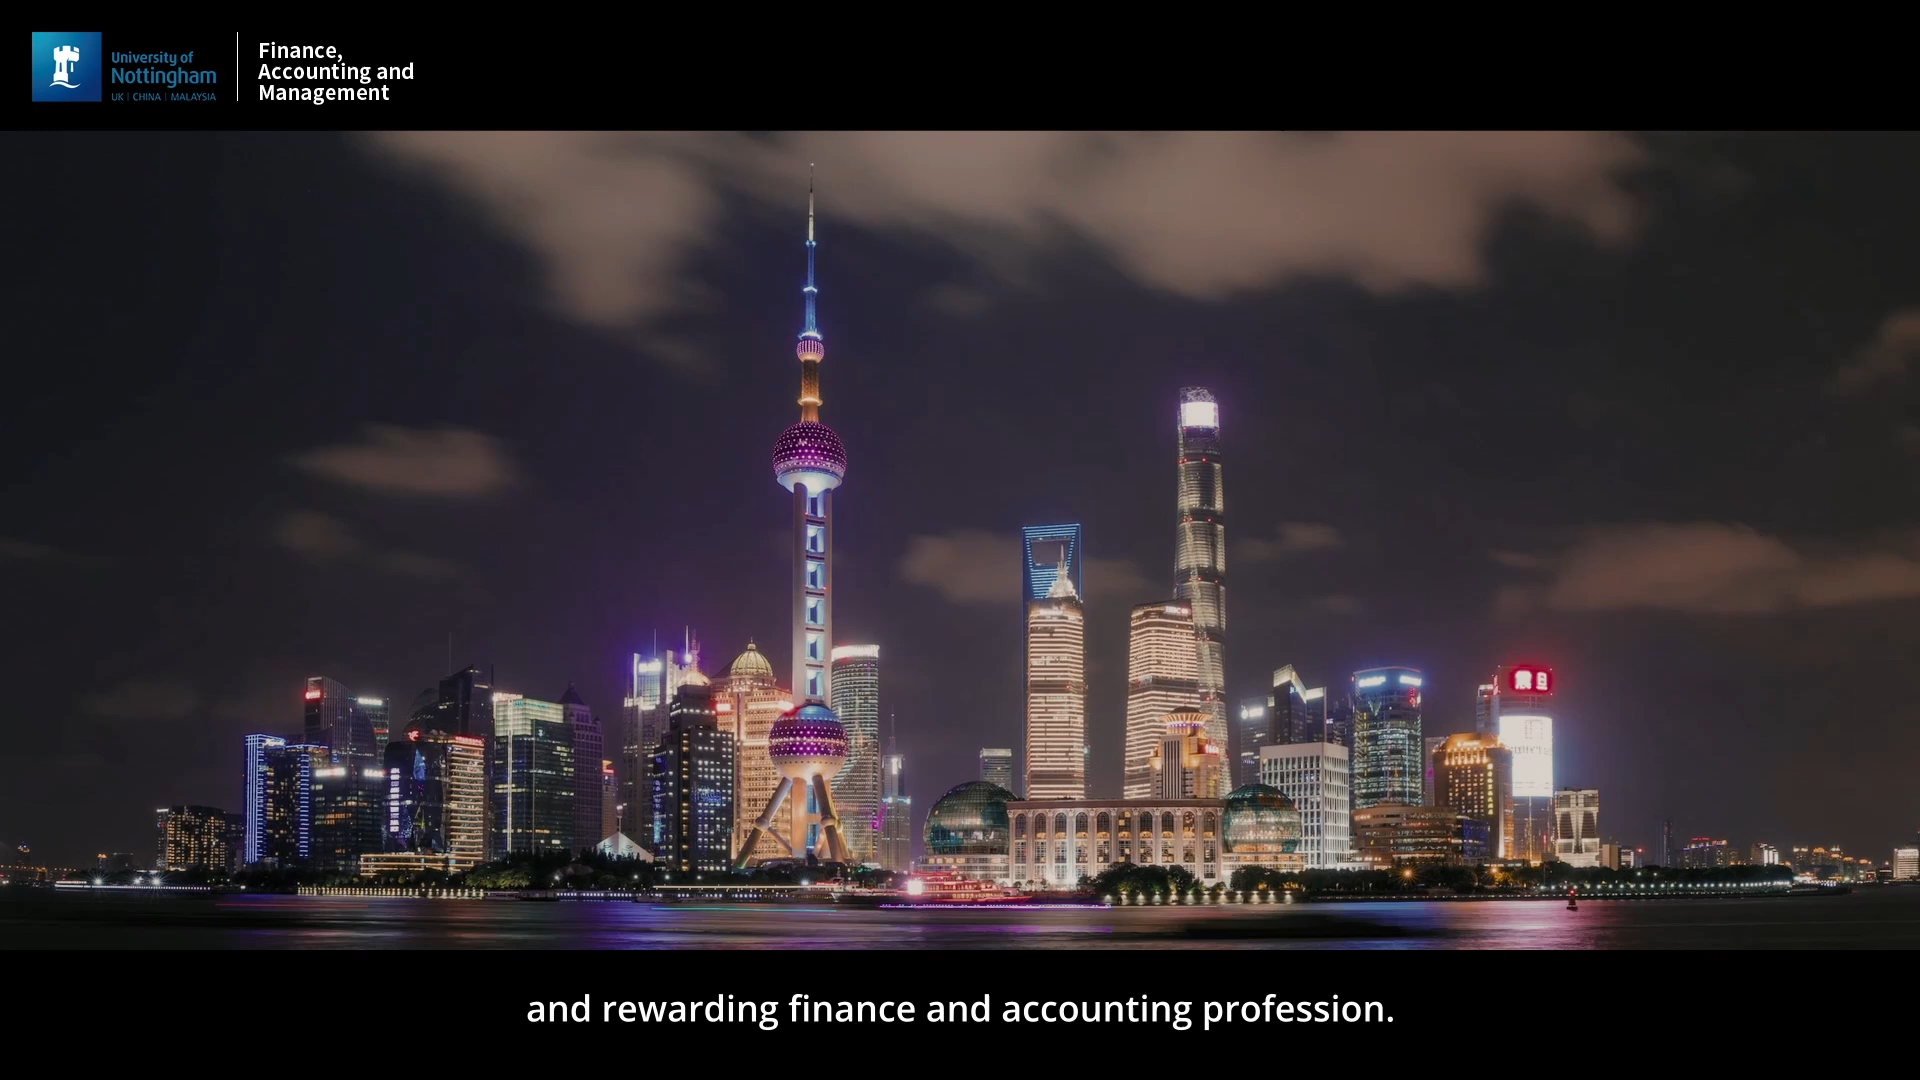 University of
Nottingham
UK | CHINA | MALAYSIA
Finance,
Accounting and
Management
and rewarding finance and accounting profession.